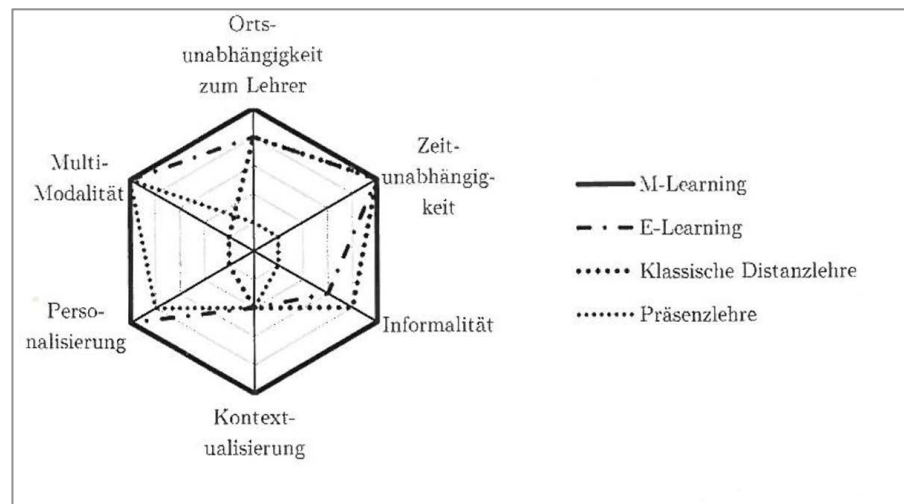 Orts-
unabhängigkeit
zum Lehrer
Zeit-
unabhängig-
keit
Informalität
Kontext-
ualisierung
Perso-
nalisierung
Multi-
Modalität
M-Learning
E-Learning
Klassische Distanzlehre
Präsenzlehre